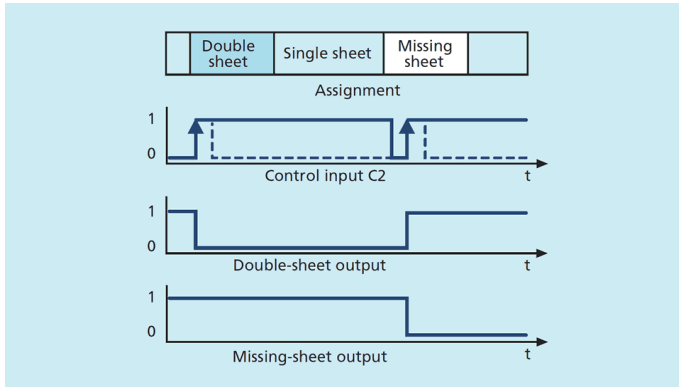 Double
sheet
Single sheet
Missing
sheet
Assignment
1
0
Control input C2
t
1
0
Double-sheet output
t
1
0
Missing-sheet output
t